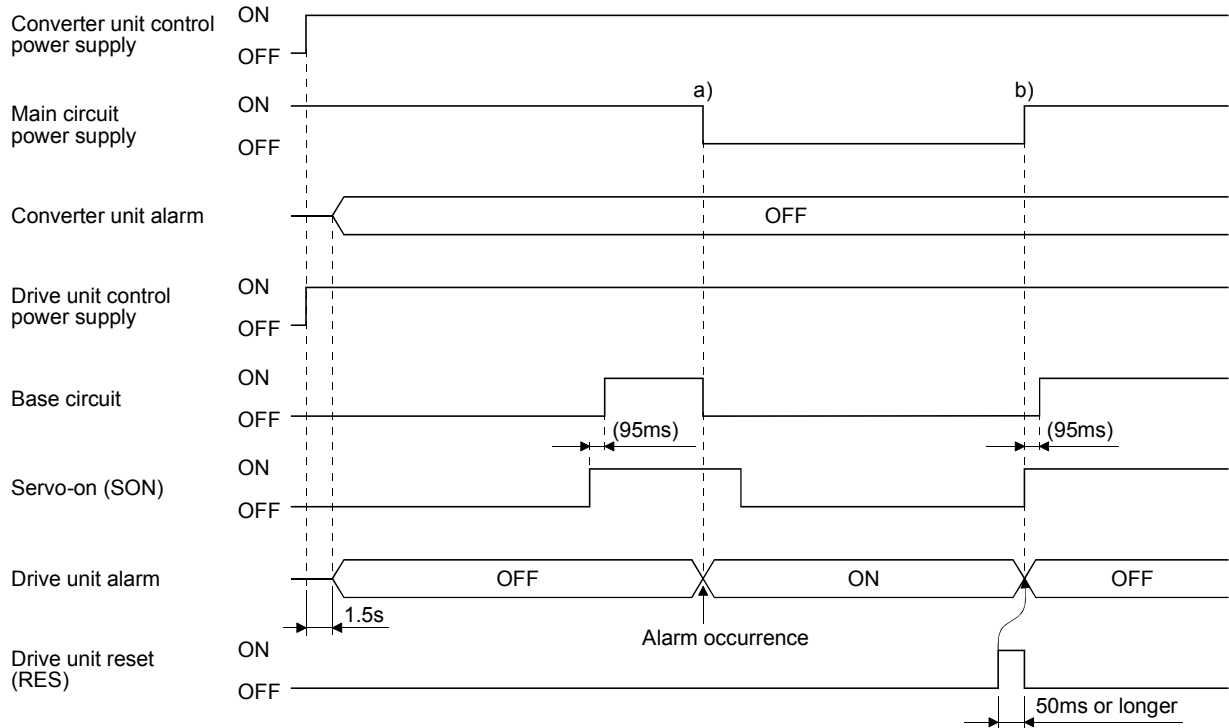 Converter unit control
power supply
ON
OFF
Main circuit
power supply
ON
OFF
a)
b)
Converter unit alarm
OFF
Drive unit control
power supply
ON
OFF
Base circuit
ON
OFF
(95ms)
(95ms)
Servo-on (SON)
ON
OFF
Drive unit alarm
OFF
ON
OFF
1.5s
Alarm occurrence
Drive unit reset
(RES)
ON
OFF
50ms or longer